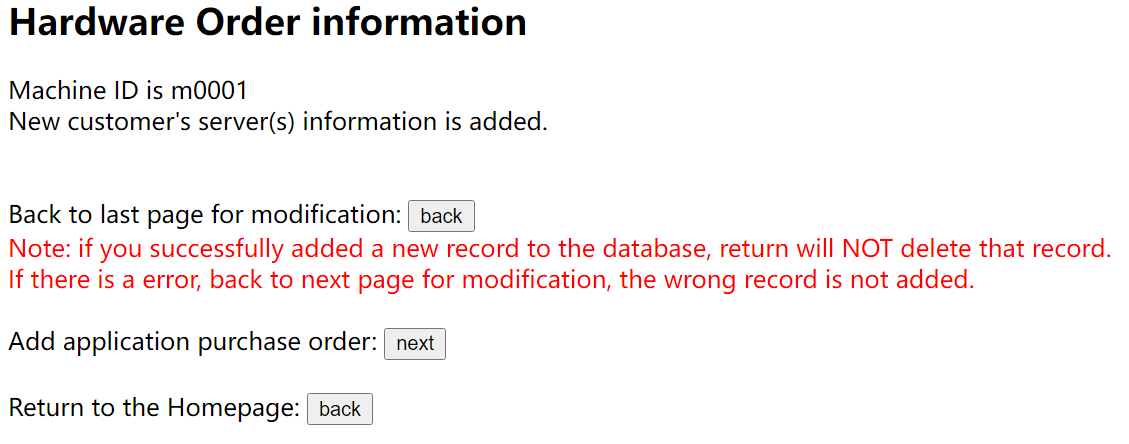 Hardware Order information
Machine ID is m0001
New customer's server(s) information is added.
Back to last page for modification: back
Note: if you successfully added a new record to the database, return will NOT delete that record.
If there is a error, back to next page for modification, the wrong record is not added.
Add application purchase order: next
Return to the Homepage: back